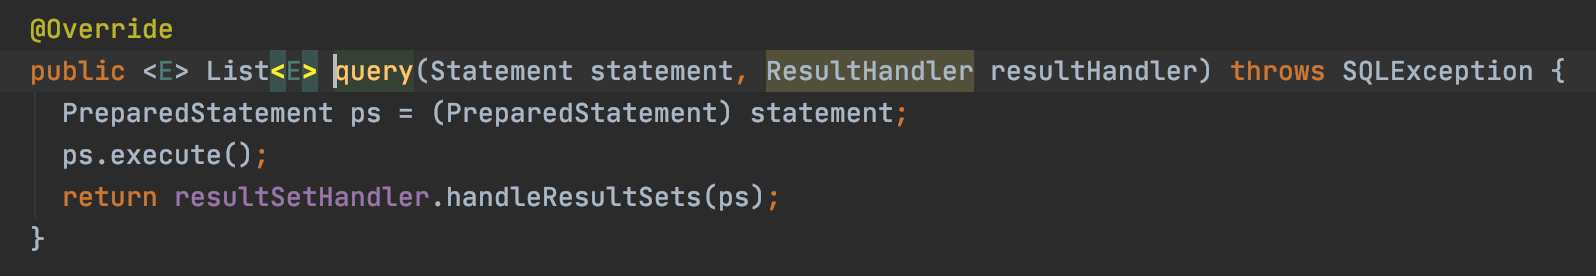 @Override
public <E> List<E> query(Statement statement, ResultHandler resultHandler) throws SQLException {
PreparedStatement ps = (PreparedStatement) statement;
ps.execute();
return resultSetHandler.handleResultSets(ps);
}